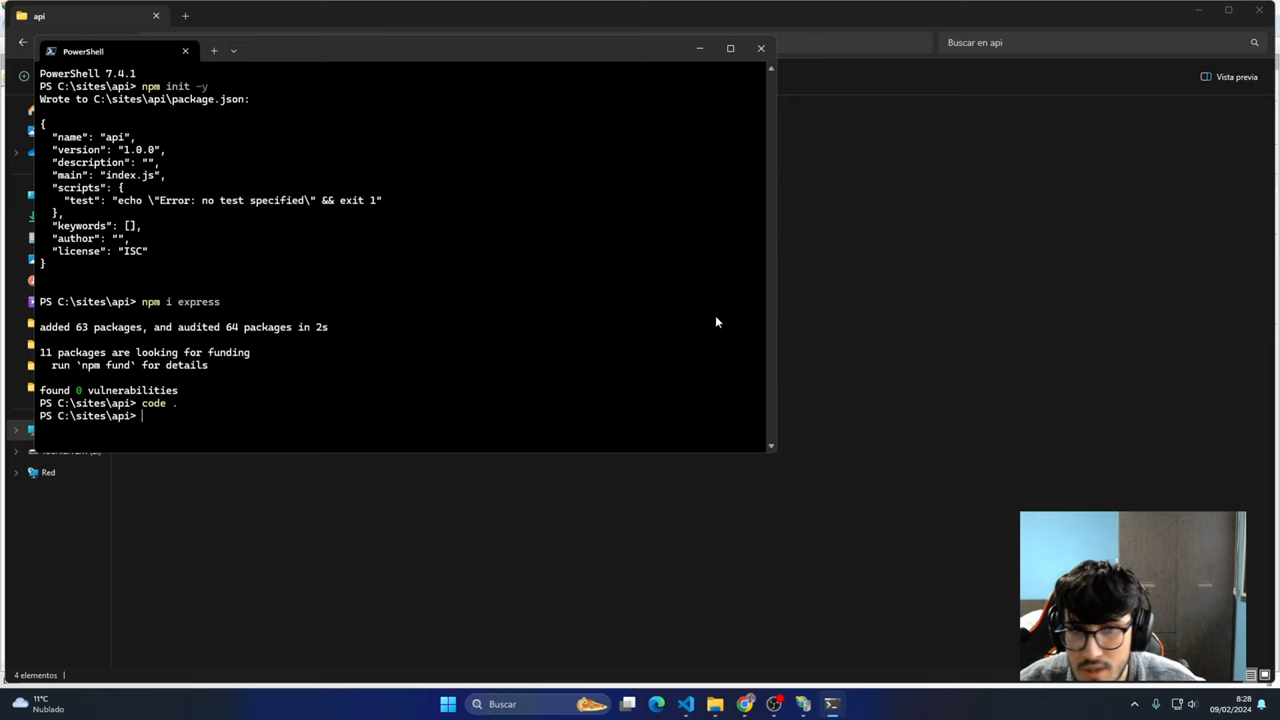 api
Buscar en api
PowerShell
Vista previa
PowerShell 7.4.1
PS C:\sites\api> npm init -y
Wrote to C:\sites\api\package.json:
{
  "name": "api",
  "version": "1.0.0",
  "description": "",
  "main": "index.js",
  "scripts": {
    "test": "echo \"Error: no test specified\" && exit 1"
  },
  "keywords": [],
  "author": "",
  "license": "ISC"
}
PS C:\sites\api> npm i express
added 63 packages, and audited 64 packages in 2s
11 packages are looking for funding
  run `npm fund` for details
found 0 vulnerabilities
PS C:\sites\api> code .
PS C:\sites\api>
Red
4 elementos
11°C
Nublado
Buscar
8:28
09/02/2024